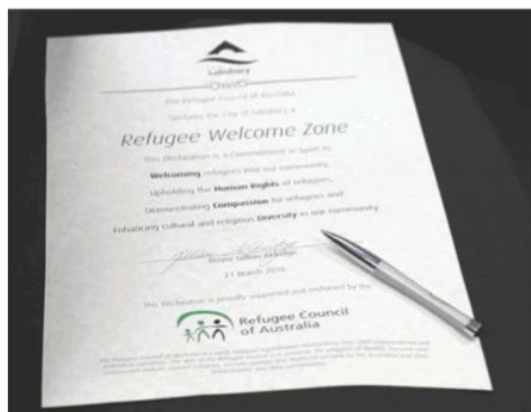 Salisbury
The Refugee Council of Australia
Declares the City of Salisbury a
Refugee Welcome Zone
This Declaration is a Commitment in Spirit to
Welcoming refugees into our community,
Upholding the Human Rights of refugees,
Demonstrating Compassion for refugees and
Enhancing cultural and religious Diversity in our community
Mayor Gillian Aldridge
21 March 2016
This Declaration is proudly supported and endorsed by the
Refugee Council
of Australia